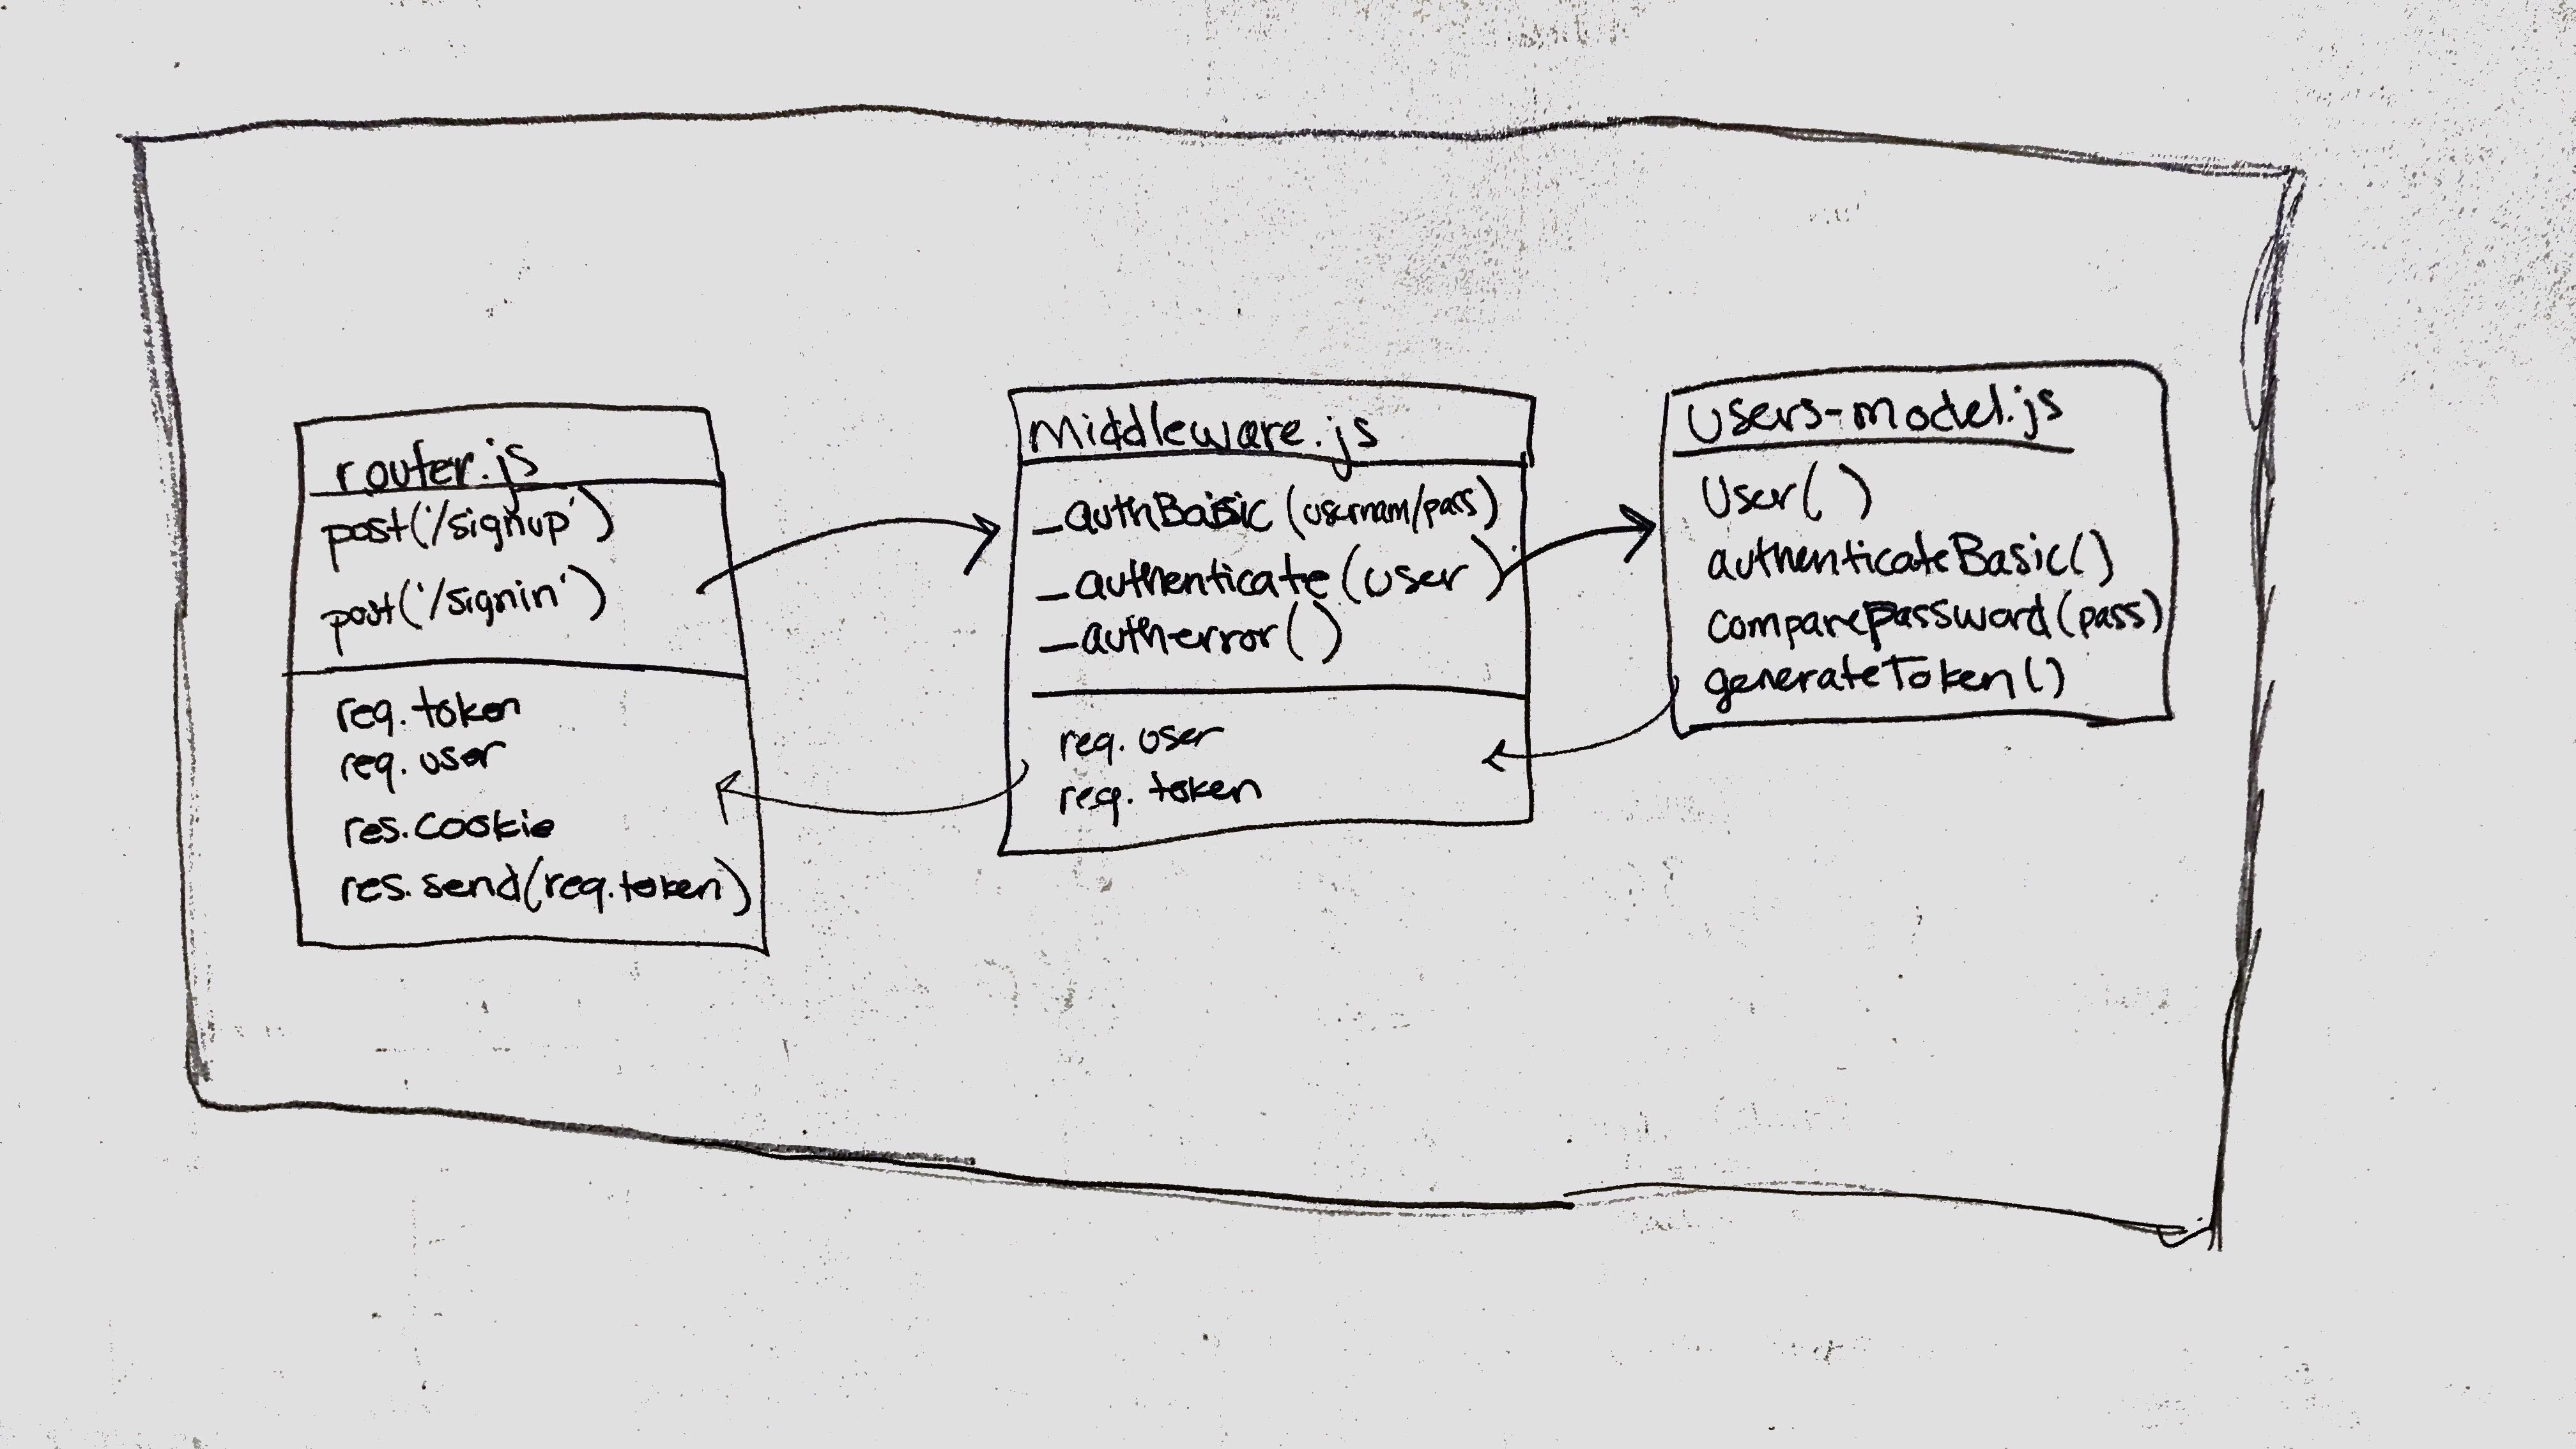 router.js
post('/signup')
post('/signin')
req.token
req.user
res.cookie
res.send(req.token)
middleware.js
_authBasic(usernam/pass)
_authenticate(user)
_autherror()
req.user
req.token
users-model.js
User()
authenticateBasic()
comparePassword(pass)
generateToken()